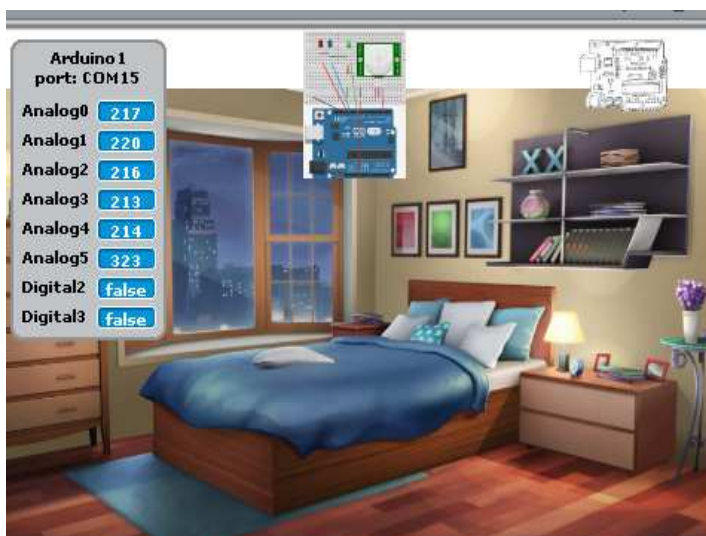 Arduino1
port: COM15
Analog0 217
Analog1 220
Analog2 216
Analog3 213
Analog4 214
Analog5 323
Digital2 false
Digital3 false
XX